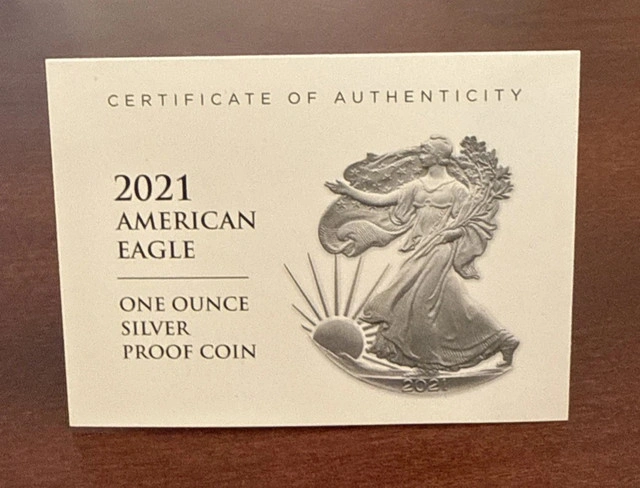 CERTIFICATE OF AUTHENTICITY
2021
AMERICAN
EAGLE
ONE OUNCE
SILVER
PROOF COIN
2021